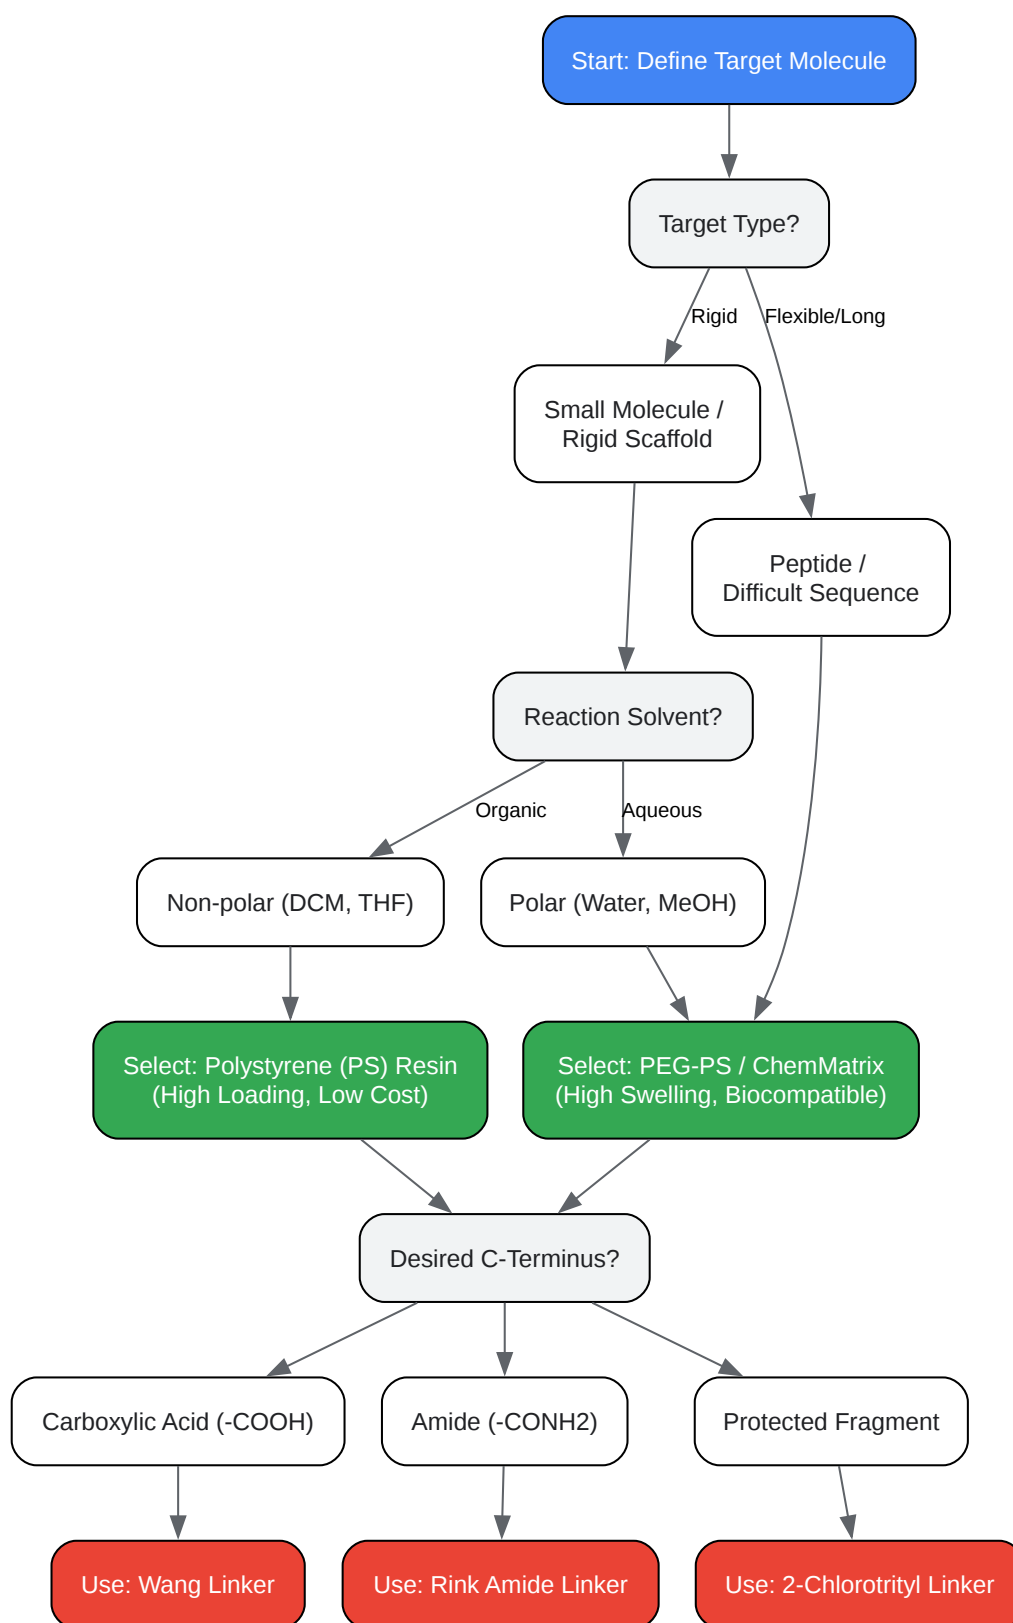 Start: Define Target Molecule
Target Type?
Rigid
Flexible/Long
Small Molecule /
Rigid Scaffold
Peptide /
Difficult Sequence
Reaction Solvent?
Organic
Aqueous
Non-polar (DCM, THF)
Polar (Water, MeOH)
Select: Polystyrene (PS) Resin
(High Loading, Low Cost)
Select: PEG-PS / ChemMatrix
(High Swelling, Biocompatible)
Desired C-Terminus?
Carboxylic Acid (-COOH)
Amide (-CONH2)
Protected Fragment
Use: Wang Linker
Use: Rink Amide Linker
Use: 2-Chlorotrityl Linker